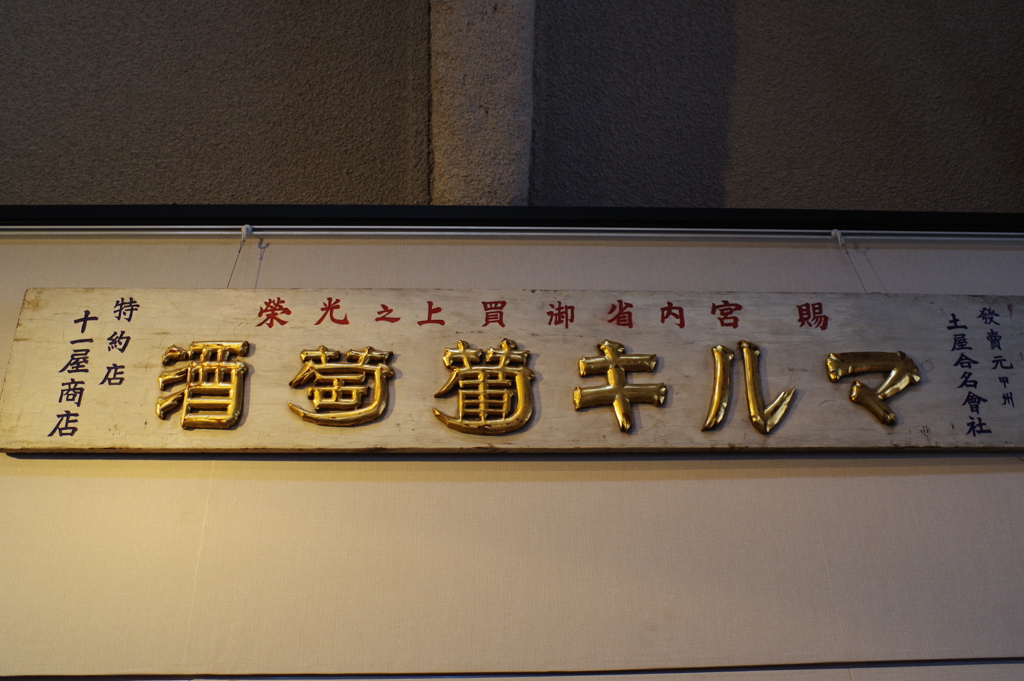 發賣元甲州
土屋合名會社
賜宮内省御買上之光榮
マルキ葡萄酒
特約店
十一屋商店